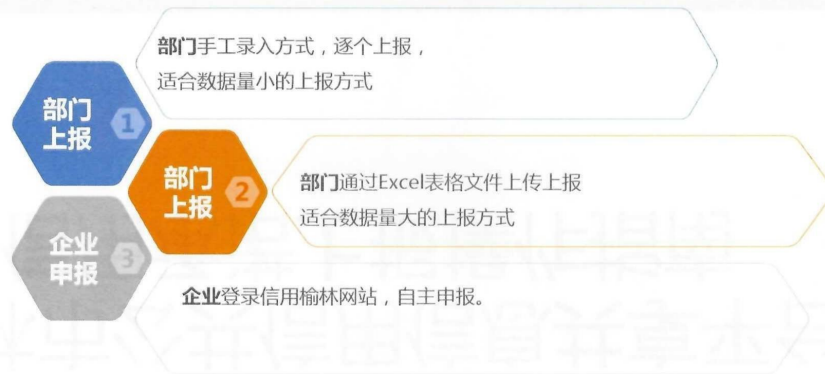 部门
上报
1
部门手工录入方式，逐个上报，
适合数据量小的上报方式
部门
上报
2
部门通过Excel表格文件上传上报
适合数据量大的上报方式
企业
申报
3
企业登录信用榆林网站，自主申报。